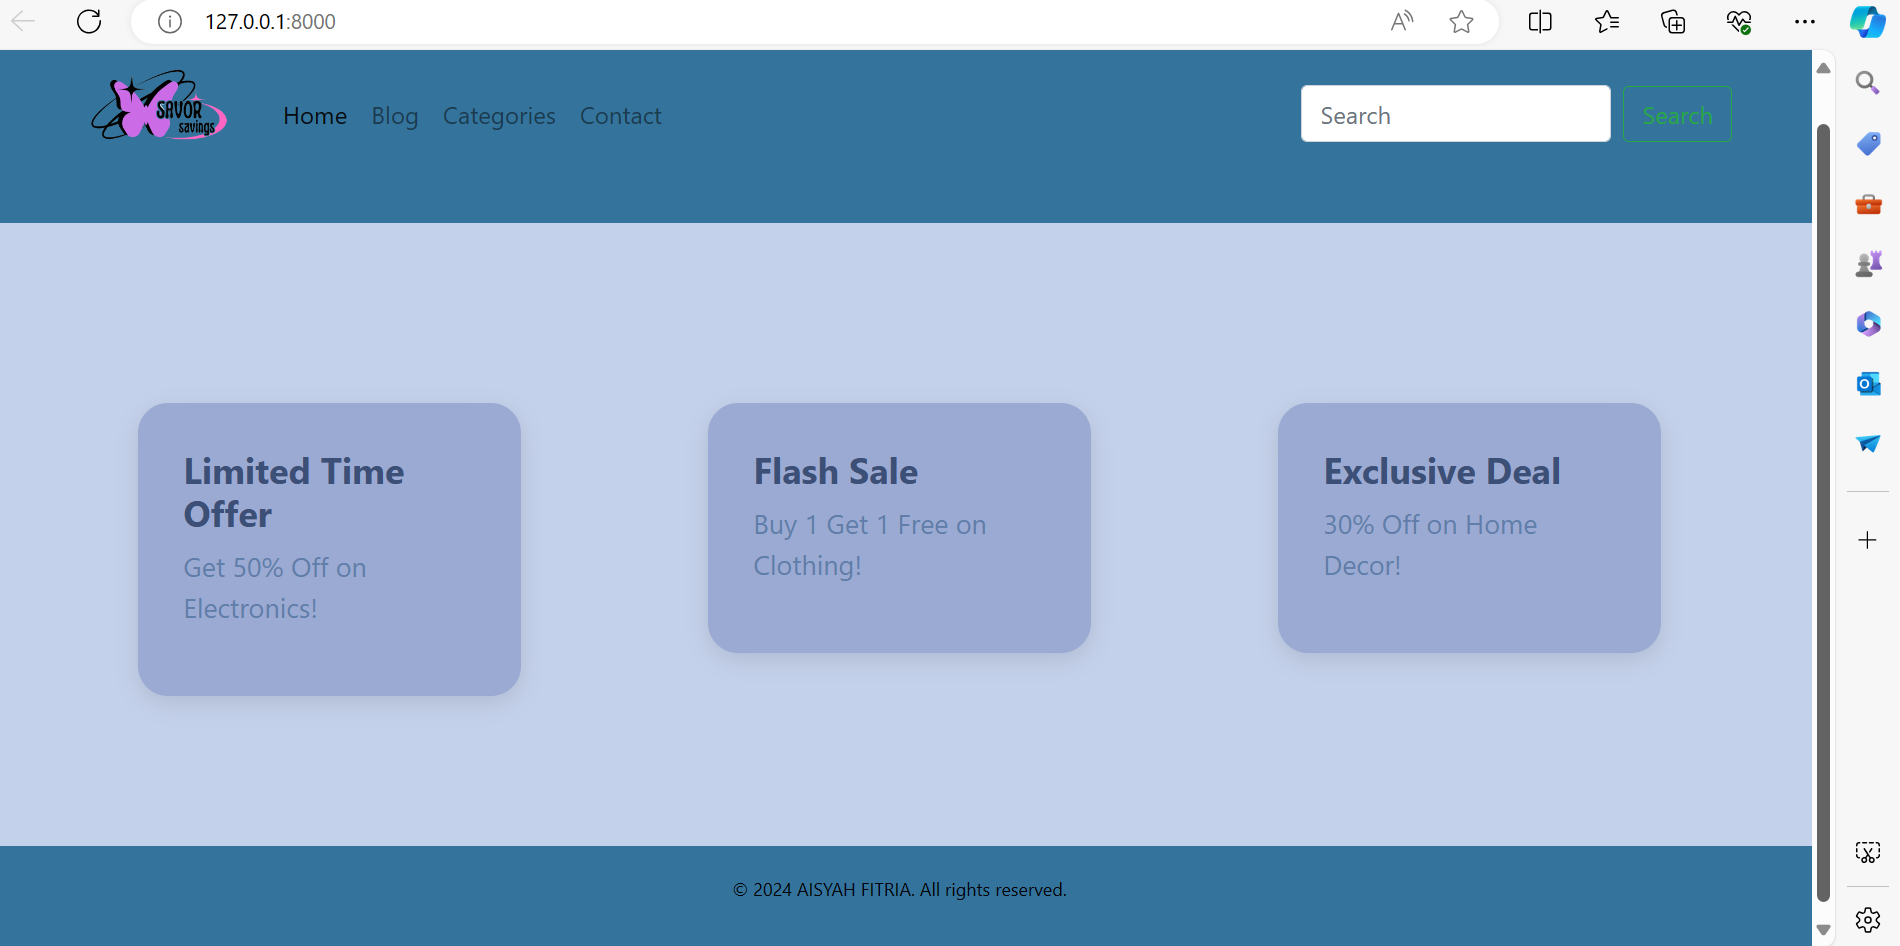 127.0.0.1:8000
SAVOR
savings
Home Blog Categories Contact
Search Search
Limited Time
Offer
Get 50% Off on
Electronics!
Flash Sale
Buy 1 Get 1 Free on
Clothing!
Exclusive Deal
30% Off on Home
Decor!
© 2024 AISYAH FITRIA. All rights reserved.